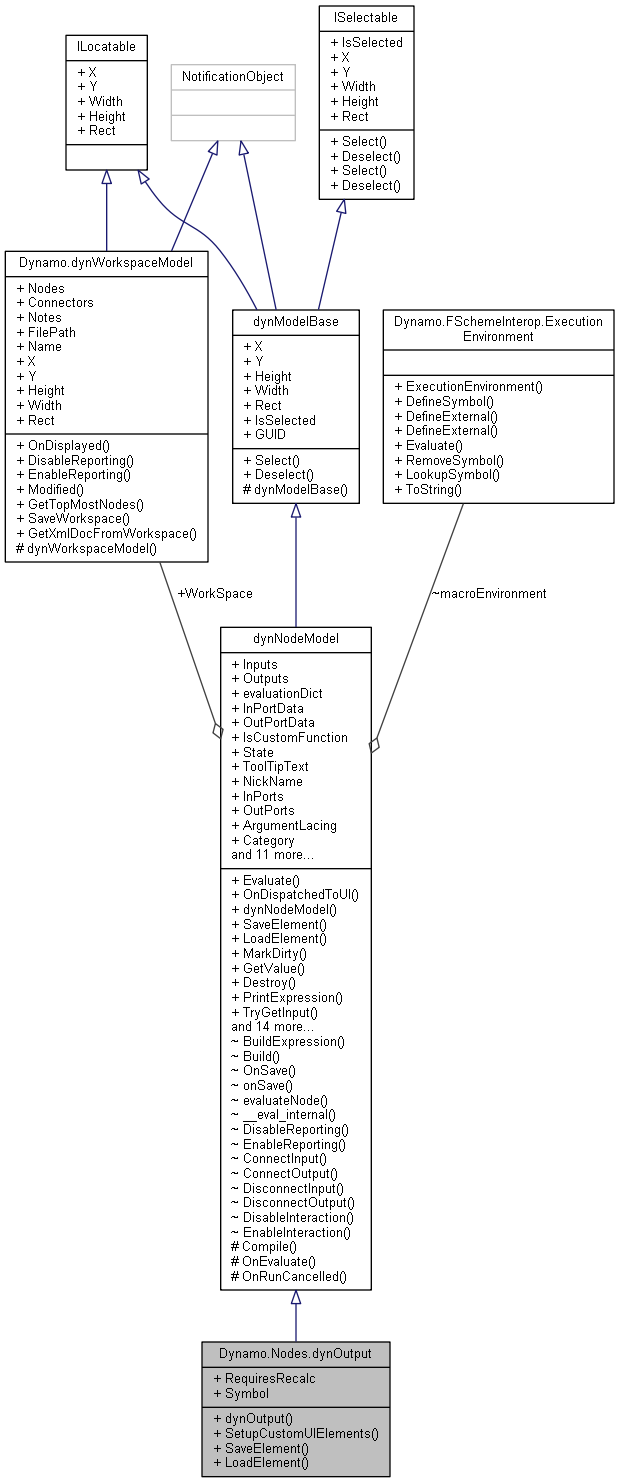 ISelectable
+ IsSelected
+ X
+ Y
+ Width
+ Height
+ Rect
+ Select()
+ Deselect()
+ Select()
+ Deselect()
ILocatable
+ X
+ Y
+ Width
+ Height
+ Rect
NotificationObject
Dynamo.dynWorkspaceModel
+ Nodes
+ Connectors
+ Notes
+ FilePath
+ Name
+ X
+ Y
+ Height
+ Width
+ Rect
+ OnDisplayed()
+ DisableReporting()
+ EnableReporting()
+ Modified()
+ GetTopMostNodes()
+ SaveWorkspace()
+ GetXmlDocFromWorkspace()
# dynWorkspaceModel()
dynModelBase
+ X
+ Y
+ Height
+ Width
+ Rect
+ IsSelected
+ GUID
+ Select()
+ Deselect()
# dynModelBase()
Dynamo.FSchemeInterop.Execution
Environment
+ ExecutionEnvironment()
+ DefineSymbol()
+ DefineExternal()
+ DefineExternal()
+ Evaluate()
+ RemoveSymbol()
+ LookupSymbol()
+ ToString()
+WorkSpace
~macroEnvironment
dynNodeModel
+ Inputs
+ Outputs
+ evaluationDict
+ InPortData
+ OutPortData
+ IsCustomFunction
+ State
+ ToolTipText
+ NickName
+ InPorts
+ OutPorts
+ ArgumentLacing
+ Category
and 11 more...
+ Evaluate()
+ OnDispatchedToUI()
+ dynNodeModel()
+ SaveElement()
+ LoadElement()
+ MarkDirty()
+ GetValue()
+ Destroy()
+ PrintExpression()
+ TryGetInput()
and 14 more...
~ BuildExpression()
~ Build()
~ OnSave()
~ onSave()
~ evaluateNode()
~ __eval_internal()
~ DisableReporting()
~ EnableReporting()
~ ConnectInput()
~ ConnectOutput()
~ DisconnectInput()
~ DisconnectOutput()
~ DisableInteraction()
~ EnableInteraction()
# Compile()
# OnEvaluate()
# OnRunCancelled()
Dynamo.Nodes.dynOutput
+ RequiresRecalc
+ Symbol
+ dynOutput()
+ SetupCustomUIElements()
+ SaveElement()
+ LoadElement()